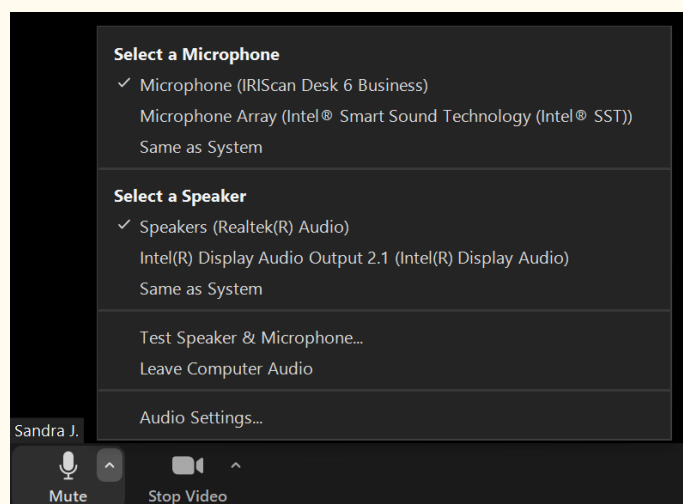 Select a Microphone
Microphone (IRIScan Desk 6 Business)
Microphone Array (Intel® Smart Sound Technology (Intel® SST))
Same as System
Select a Speaker
Speakers (Realtek(R) Audio)
Intel(R) Display Audio Output 2.1 (Intel(R) Display Audio)
Same as System
Test Speaker & Microphone...
Leave Computer Audio
Audio Settings...
Sandra J.
Mute Stop Video